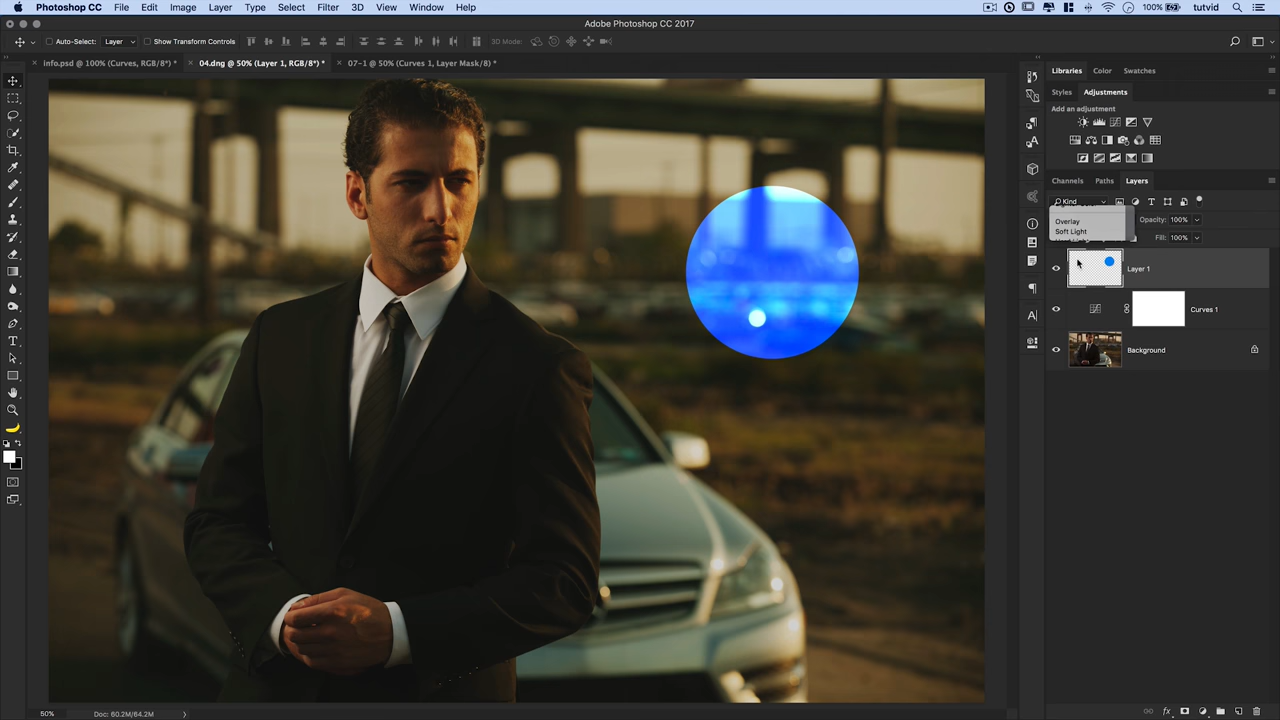 Photoshop CC File Edit Image Layer Type Select Filter 3D View Window Help 100% tutvid
Adobe Photoshop CC 2017
Auto-Select: Layer Show Transform Controls 3D Mode:
info.psd @ 100% (Curves, RGB/8*) * 04.dng @ 50% (Layer 1, RGB/8*) * 07-1 @ 50% (Curves 1, Layer Mask/8) *
Libraries Color Swatches
Styles Adjustments
Add an adjustment
Channels Paths Layers
Kind
Overlay
Soft Light
Opacity: 100%
Fill: 100%
Layer 1
Curves 1
Background
50% Doc: 60.2M/64.2M